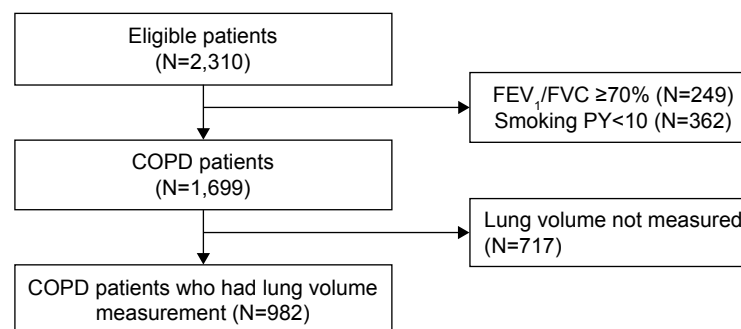 Eligible patients
(N=2,310)
FEV₁/FVC ≥70% (N=249)
Smoking PY<10 (N=362)
COPD patients
(N=1,699)
Lung volume not measured
(N=717)
COPD patients who had lung volume
measurement (N=982)